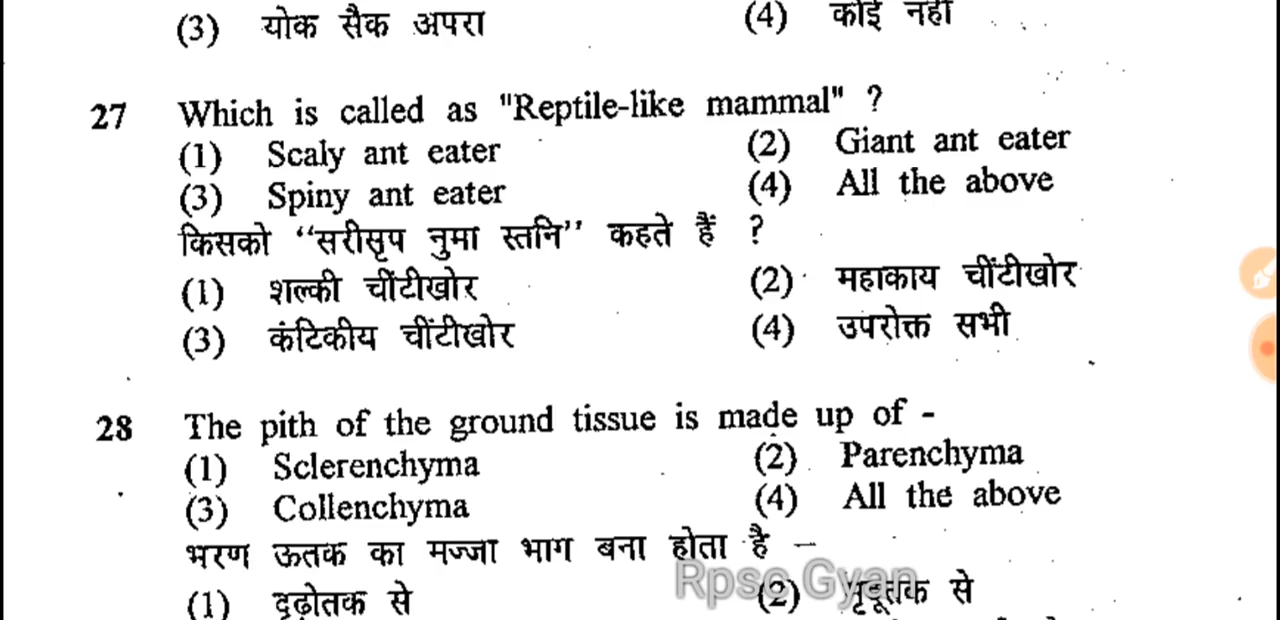 (3) योक सैक अपरा (4) कोई नहीं
27 Which is called as "Reptile-like mammal" ?
(1) Scaly ant eater (2) Giant ant eater
(3) Spiny ant eater (4) All the above
किसको “सरीसृप नुमा स्तनि” कहते हैं ?
(1) शल्की चींटीखोर (2) महाकाय चींटीखोर
(3) कंटिकीय चींटीखोर (4) उपरोक्त सभी
28 The pith of the ground tissue is made up of -
(1) Sclerenchyma (2) Parenchyma
(3) Collenchyma (4) All the above
भरण ऊतक का मज्जा भाग बना होता है –
Rpsc Gyan
(1) दृढ़ोतक से (2) मृदूतक से